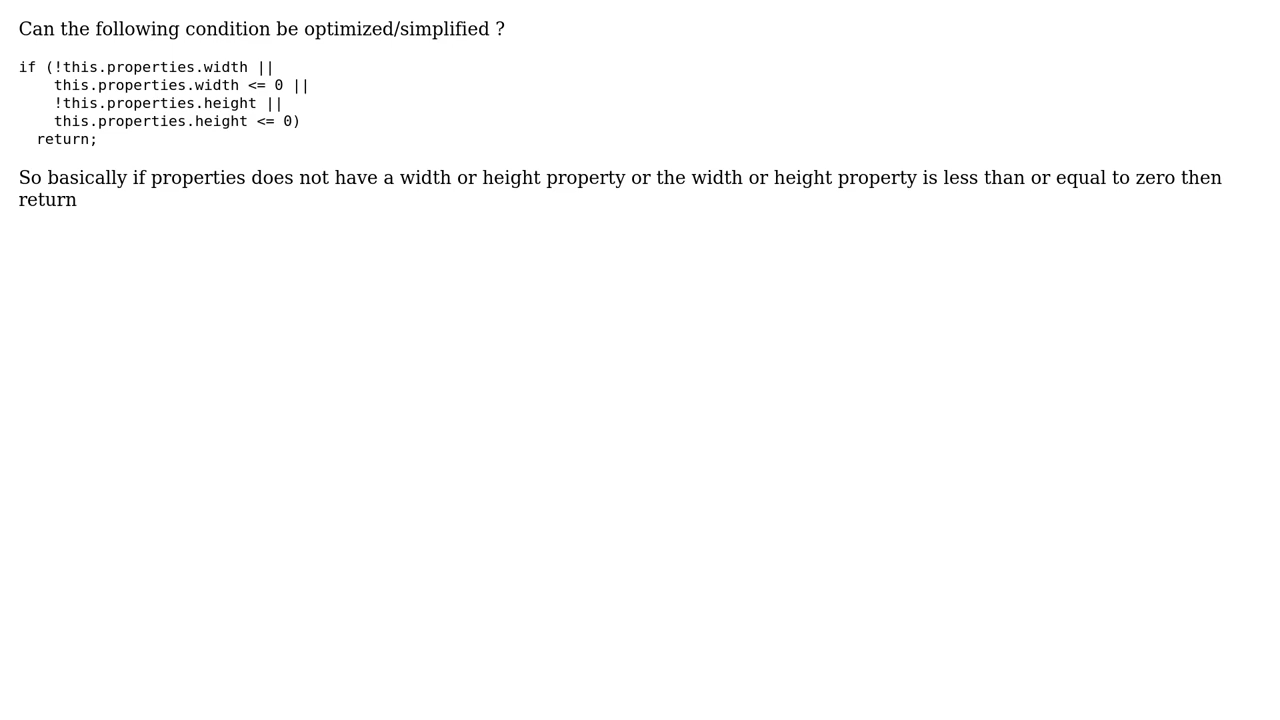 Can the following condition be optimized/simplified ?
if (!this.properties.width ||
    this.properties.width <= 0 ||
    !this.properties.height ||
    this.properties.height <= 0)
  return;
So basically if properties does not have a width or height property or the width or height property is less than or equal to zero then
return